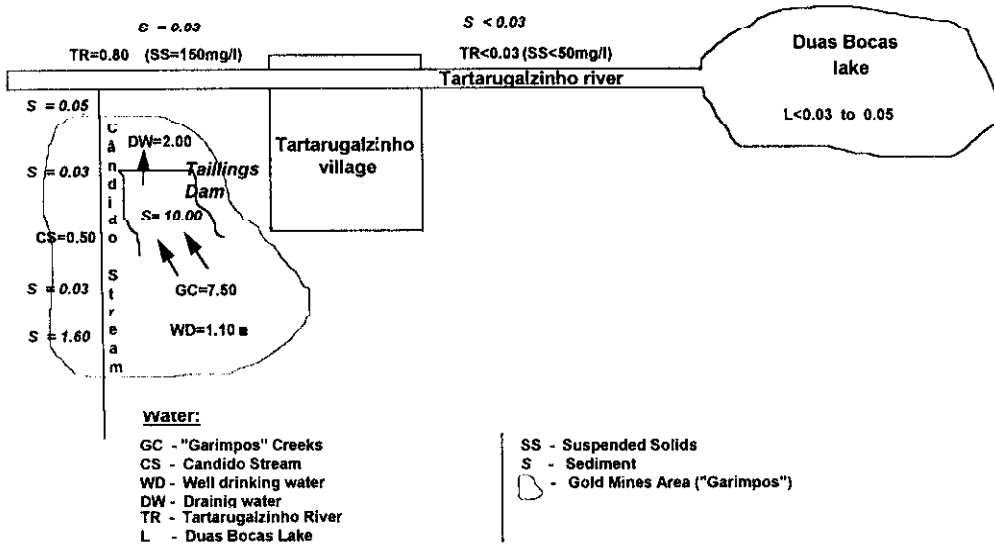 S = 0.03
S < 0.03
TR=0.80 (SS=150mg/l)
TR<0.03 (SS<50mg/l)
Tartarugalzinho river
Duas Bocas
lake
L<0.03 to 0.05
S = 0.05
DW=2.00
Taillings
Dam
S = 0.03
S= 10.00
CS=0.50
GC=7.50
S = 0.03
WD=1.10
S = 1.60
Cândido Stream
Tartarugalzinho
village
Water:
GC - "Garimpos" Creeks
CS - Candido Stream
WD - Well drinking water
DW - Drainig water
TR - Tartarugalzinho River
L - Duas Bocas Lake
SS - Suspended Solids
S - Sediment
- Gold Mines Area ("Garimpos")